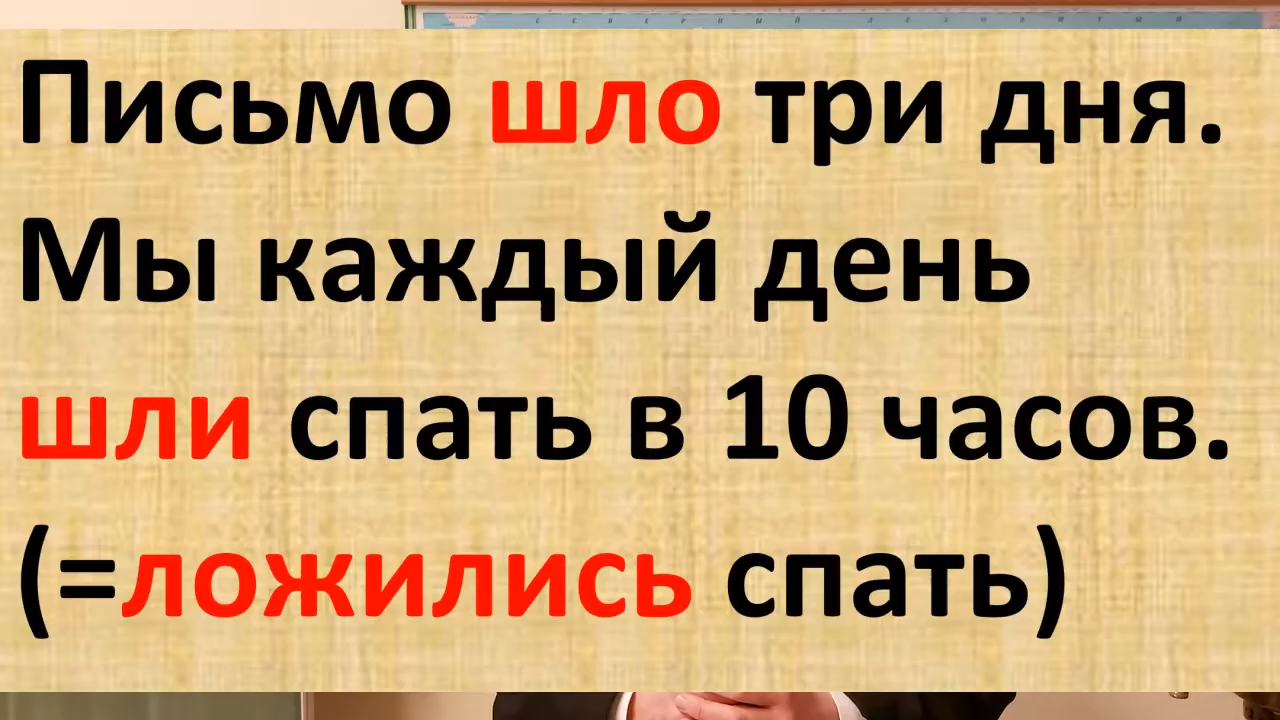 Письмо шло три дня.
Мы каждый день
шли спать в 10 часов.
(=ложились спать)